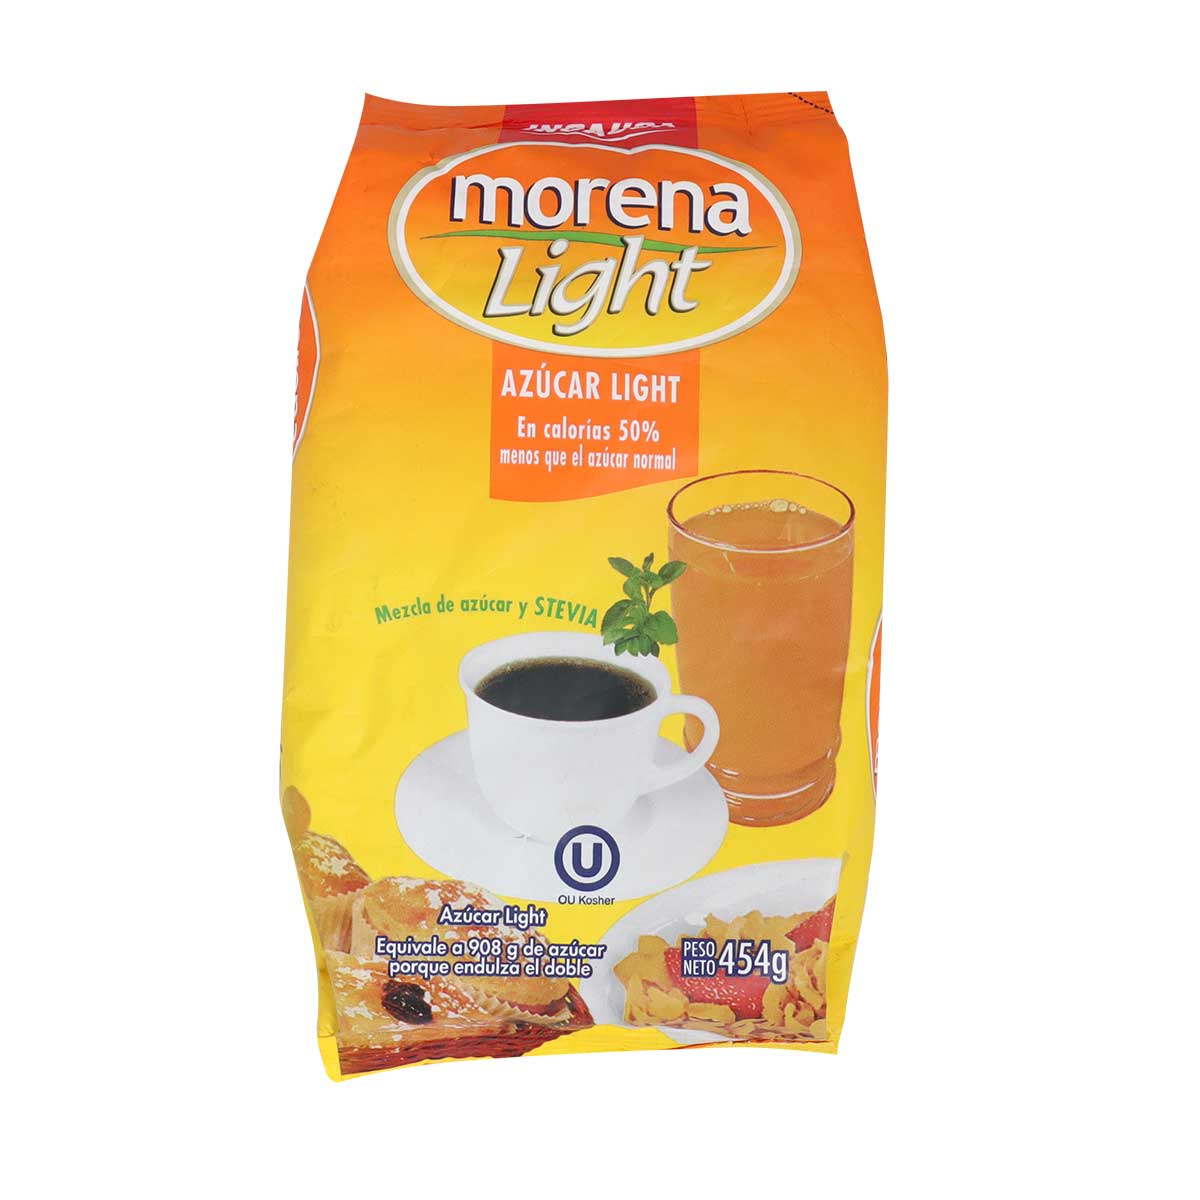 morena
Light
AZÚCAR LIGHT
En calorías 50%
menos que el azúcar normal
Mezcla de azúcar y STEVIA
U
OU Kosher
Azúcar Light
Equivale a 908 g de azúcar
porque endulza el doble
PESO
NETO 454g